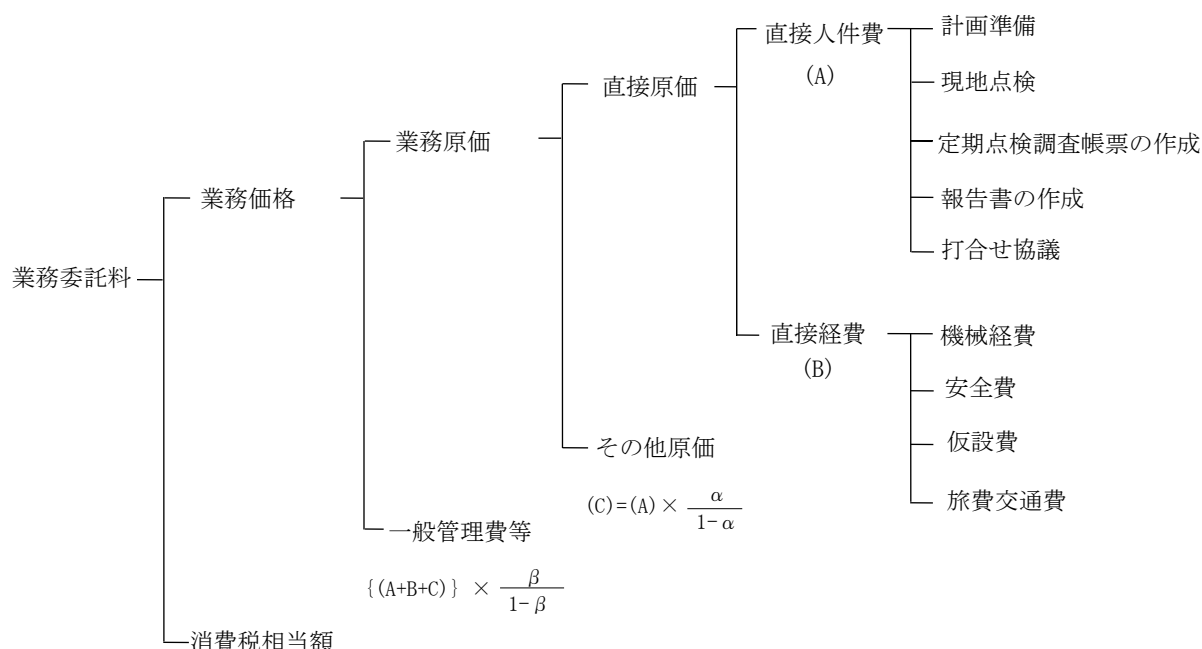 業務委託料
業務価格
消費税相当額
業務原価
一般管理費等
{(A+B+C)} × β/1-β
直接原価
その他原価
(C)=(A) × α/1-α
直接人件費
(A)
計画準備
現地点検
定期点検調査帳票の作成
報告書の作成
打合せ協議
直接経費
(B)
機械経費
安全費
仮設費
旅費交通費